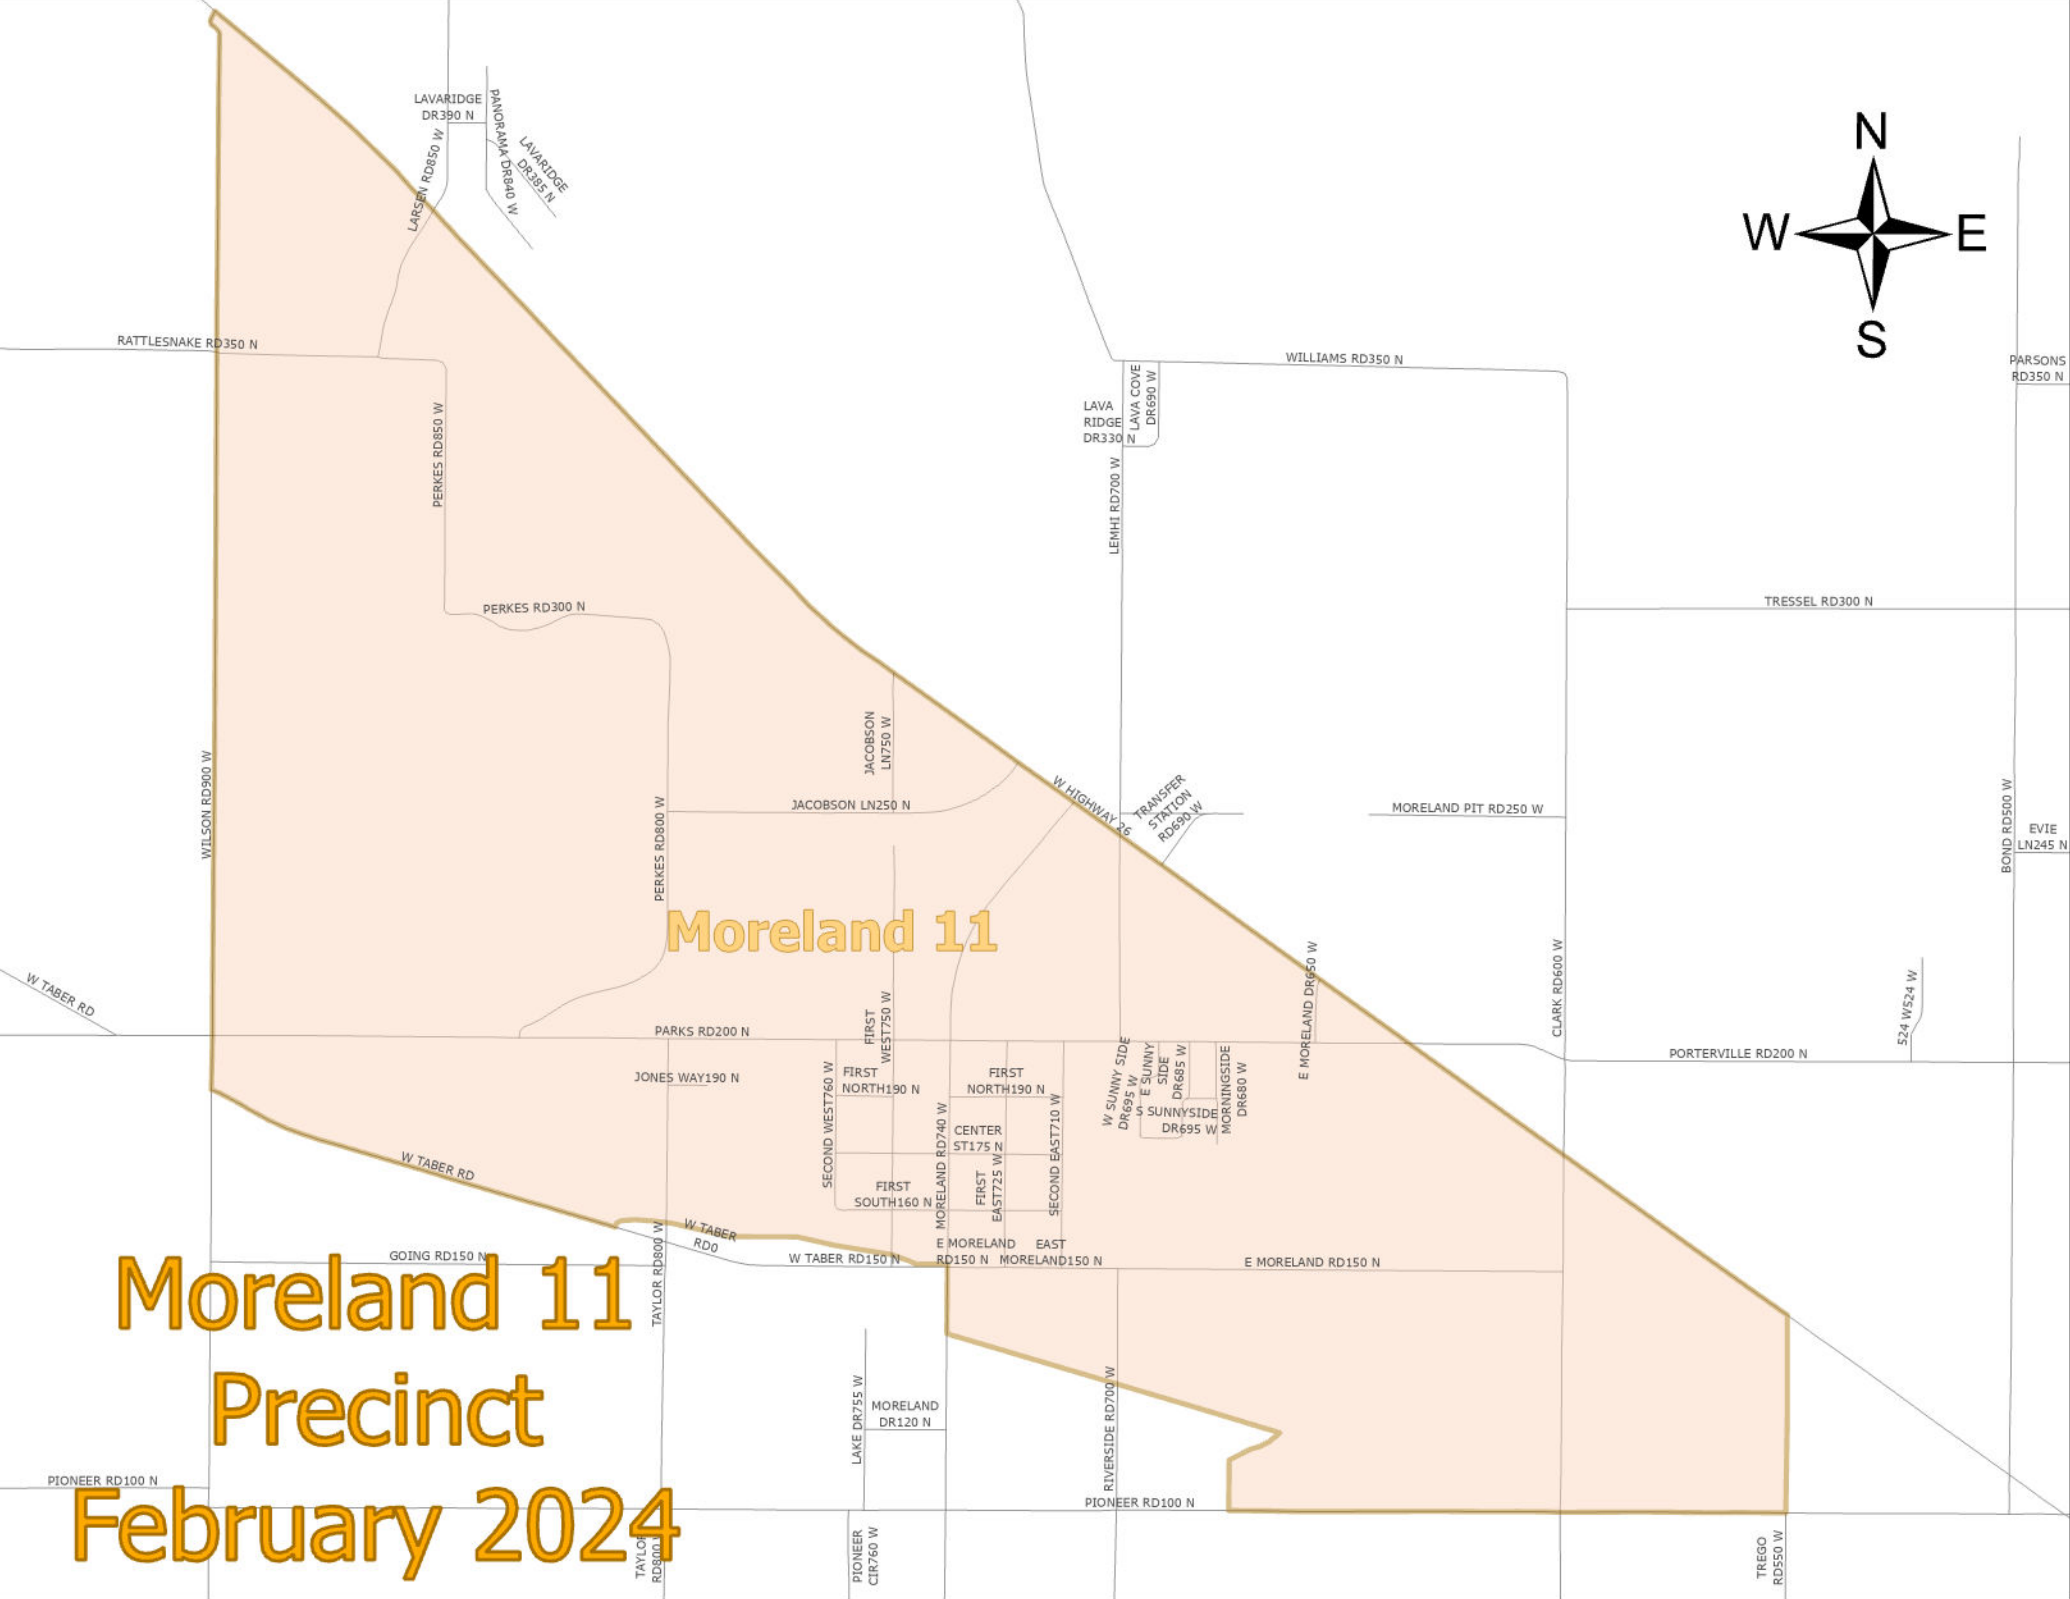 LAVARIDGE
DR390 N
PANORAMA DR840 W
LAVARIDGE
DR385 N
LARSEN RD850 W
N
W
E
S
RATTLESNAKE RD350 N
WILLIAMS RD350 N
PARSONS
RD350 N
LAVA COVE
DR690 W
LAVA
RIDGE
DR330 N
PERKES RD850 W
LEMHI RD700 W
PERKES RD300 N
TRESSEL RD300 N
JACOBSON
LN750 W
WILSON RD900 W
JACOBSON LN250 N
PERKES RD800 W
W HIGHWAY 26
TRANSFER
STATION
RD690 W
MORELAND PIT RD250 W
BOND RD500 W
EVIE
LN245 N
Moreland 11
W TABER RD
E MORELAND DR650 W
CLARK RD600 W
524 W524 W
PARKS RD200 N
FIRST
WEST750 W
PORTERVILLE RD200 N
JONES WAY190 N
SECOND WEST760 W
FIRST
NORTH190 N
FIRST
NORTH190 N
W SUNNY SIDE
DR695 W
E SUNNY
SIDE
DR685 W
MORNINGSIDE
DR680 W
S SUNNYSIDE
DR695 W
MORELAND RD740 W
CENTER
ST175 N
SECOND EAST710 W
W TABER RD
FIRST
SOUTH160 N
FIRST
EAST725 W
W TABER
RD0
TAYLOR RD800 W
GOING RD150 N
W TABER RD150 N
E MORELAND
RD150 N
EAST
MORELAND150 N
E MORELAND RD150 N
Moreland 11
Precinct
February 2024
LAKE DR755 W
MORELAND
DR120 N
RIVERSIDE RD700 W
PIONEER RD100 N
PIONEER RD100 N
TAYLOR
RD800 W
PIONEER
CIR760 W
TREGO
RD550 W